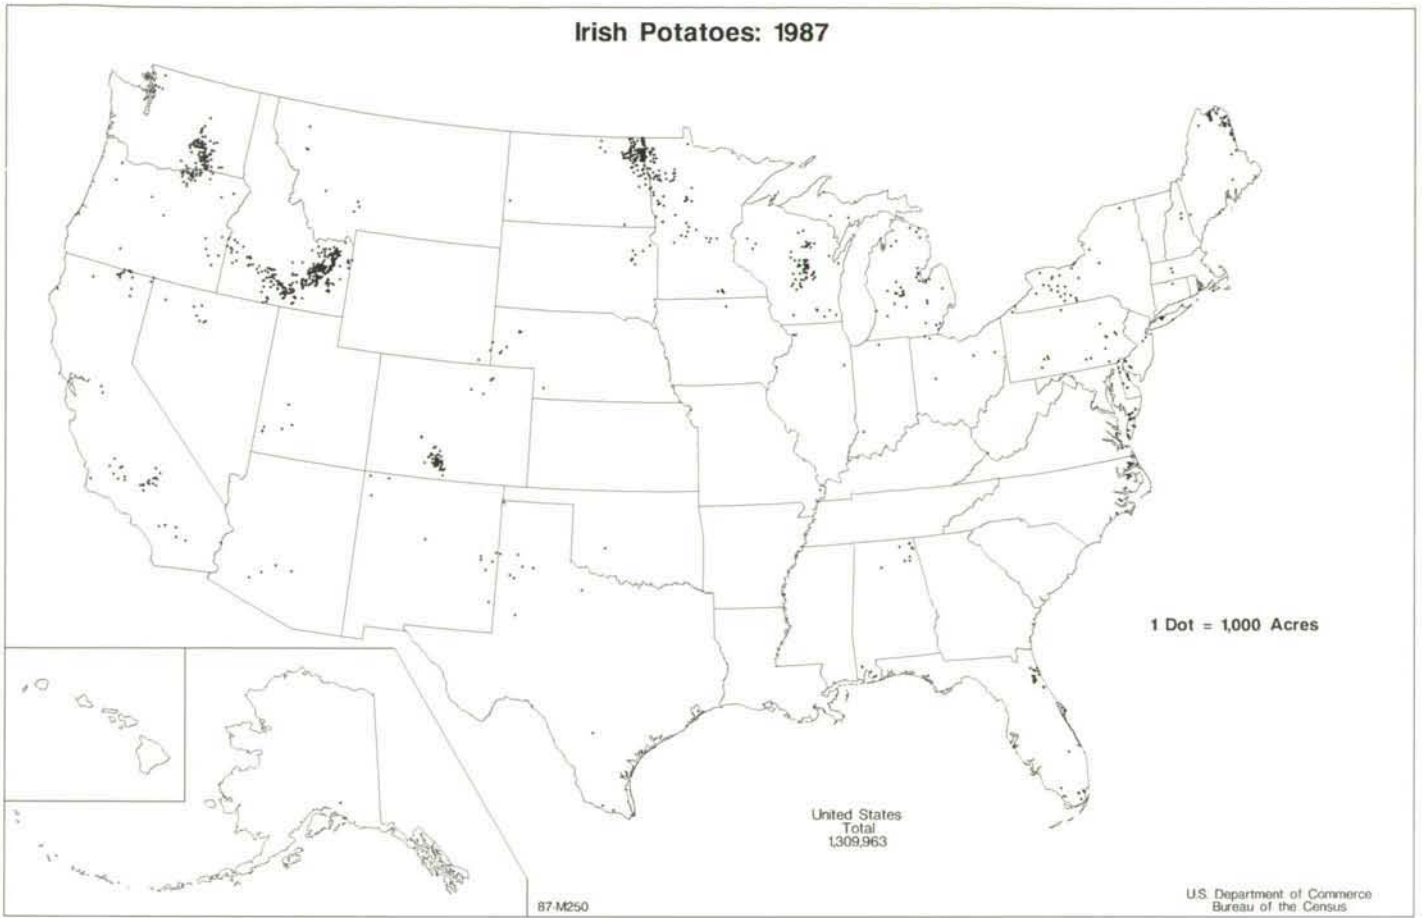 Irish Potatoes: 1987
1 Dot = 1,000 Acres
United States
Total
1,309,963
87-M250
U.S. Department of Commerce
Bureau of the Census